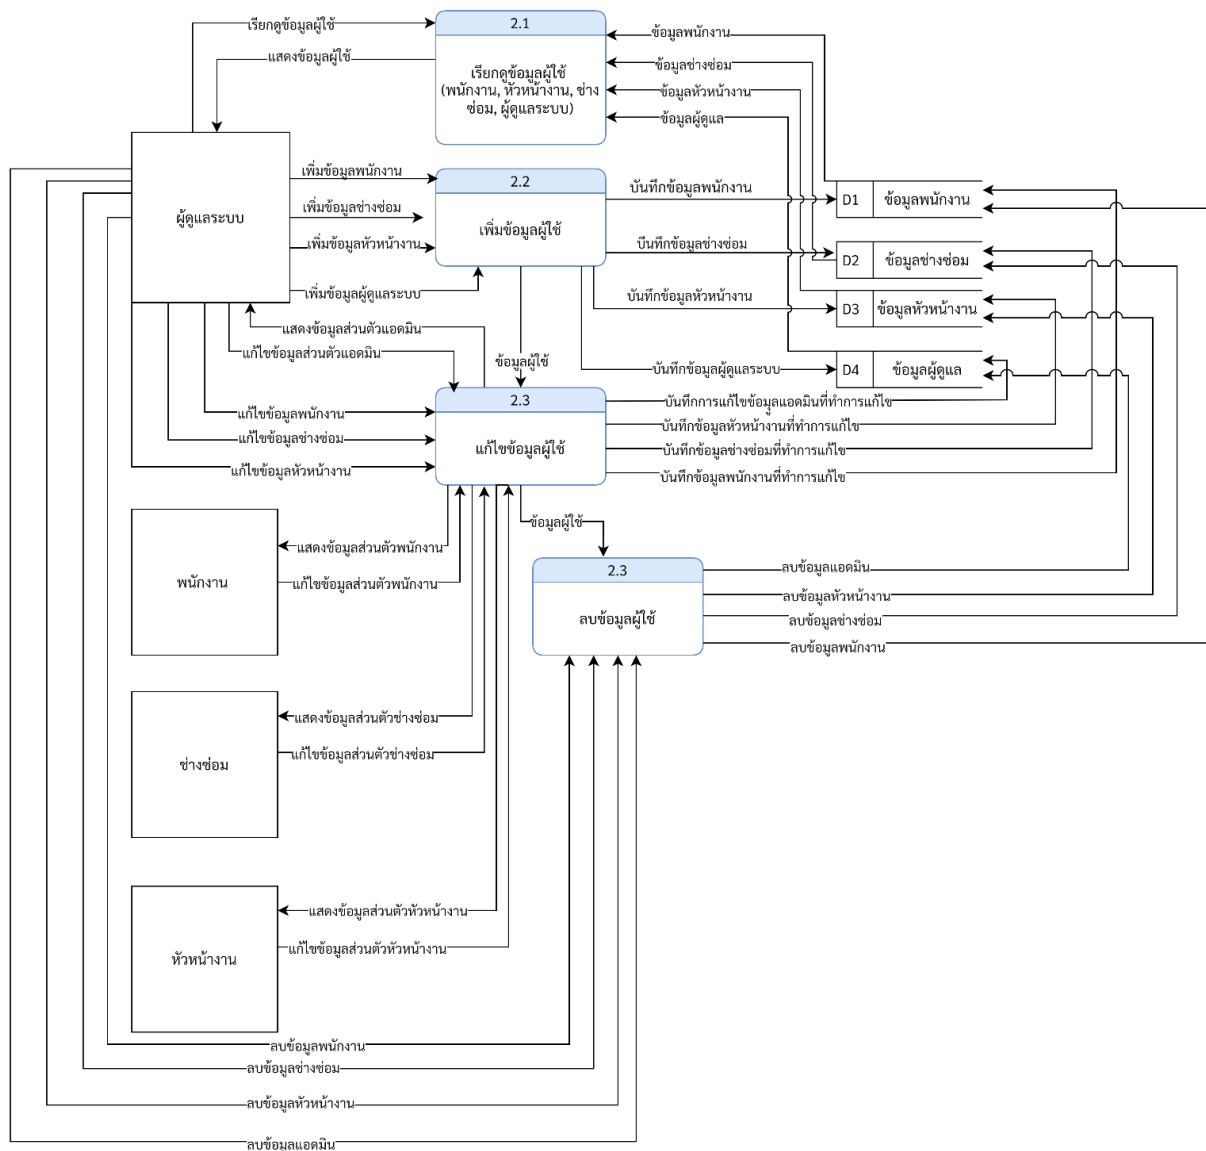 เรียกดูข้อมูลผู้ใช้
แสดงข้อมูลผู้ใช้
2.1
เรียกดูข้อมูลผู้ใช้
(พนักงาน, หัวหน้างาน, ช่าง
ซ่อม, ผู้ดูแลระบบ)
ข้อมูลพนักงาน
ข้อมูลช่างซ่อม
ข้อมูลหัวหน้างาน
ข้อมูลผู้ดูแล
ผู้ดูแลระบบ
เพิ่มข้อมูลพนักงาน
เพิ่มข้อมูลช่างซ่อม
เพิ่มข้อมูลหัวหน้างาน
เพิ่มข้อมูลผู้ดูแลระบบ
2.2
เพิ่มข้อมูลผู้ใช้
บันทึกข้อมูลพนักงาน
บีนทึกข้อมูลช่างซ่อม
บันทึกข้อมูลหัวหน้างาน
บันทึกข้อมูลผู้ดูแลระบบ
D1 ข้อมูลพนักงาน
D2 ข้อมูลช่างซ่อม
D3 ข้อมูลหัวหน้างาน
D4 ข้อมูลผู้ดูแล
แสดงข้อมูลส่วนตัวแอดมิน
แก้ไขข้อมูลส่วนตัวแอดมิน
ข้อมูลผู้ใช้
แก้ไขข้อมูลพนักงาน
แก้ไขข้อมูลช่างซ่อม
แก้ไขข้อมูลหัวหน้างาน
2.3
แก้ไขข้อมูลผู้ใช้
บันทึกการแก้ไขข้อมูลแอดมินที่ทำการแก้ไข
บันทึกข้อมูลหัวหน้างานที่ทำการแก้ไข
บันทึกข้อมูลช่างซ่อมที่ทำการแก้ไข
บันทึกข้อมูลพนักงานที่ทำการแก้ไข
พนักงาน
แสดงข้อมูลส่วนตัวพนักงาน
แก้ไขข้อมูลส่วนตัวพนักงาน
ข้อมูลผู้ใช้
2.3
ลบข้อมูลผู้ใช้
ลบข้อมูลแอดมิน
ลบข้อมูลหัวหน้างาน
ลบข้อมูลช่างซ่อม
ลบข้อมูลพนักงาน
ช่างซ่อม
แสดงข้อมูลส่วนตัวช่างซ่อม
แก้ไขข้อมูลส่วนตัวช่างซ่อม
หัวหน้างาน
แสดงข้อมูลส่วนตัวหัวหน้างาน
แก้ไขข้อมูลส่วนตัวหัวหน้างาน
ลบข้อมูลพนักงาน
ลบข้อมูลช่างซ่อม
ลบข้อมูลหัวหน้างาน
ลบข้อมูลแอดมิน